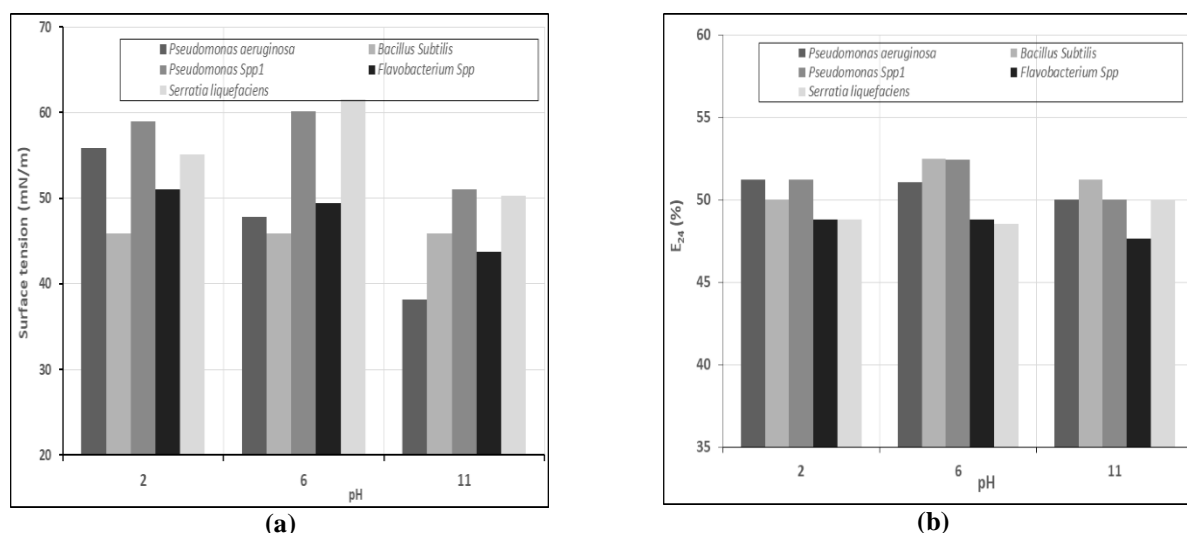 70
60
50
40
30
20
Surface tension (mN/m)
Pseudomonas aeruginosa
Bacillus Subtilis
Pseudomonas Spp1
Flavobacterium Spp
Serratia liquefaciens
2
6
11
pH
(a)
60
55
50
45
40
35
E24 (%)
Pseudomonas aeruginosa
Bacillus Subtilis
Pseudomonas Spp1
Flavobacterium Spp
Serratia liquefaciens
2
6
11
pH
(b)